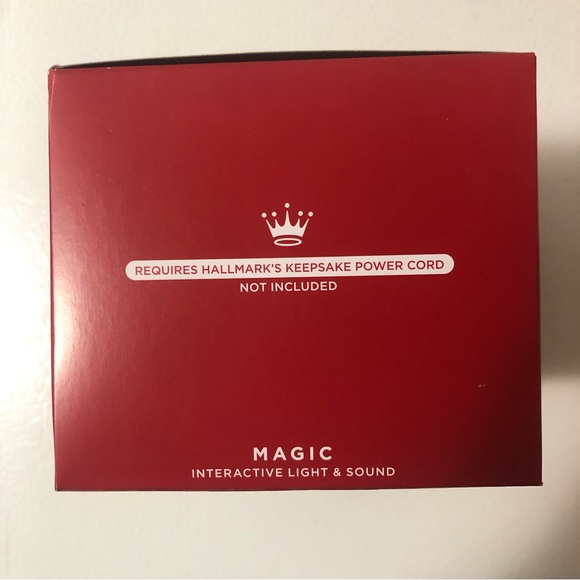 REQUIRES HALLMARK'S KEEPSAKE POWER CORD
NOT INCLUDED
MAGIC
INTERACTIVE LIGHT & SOUND